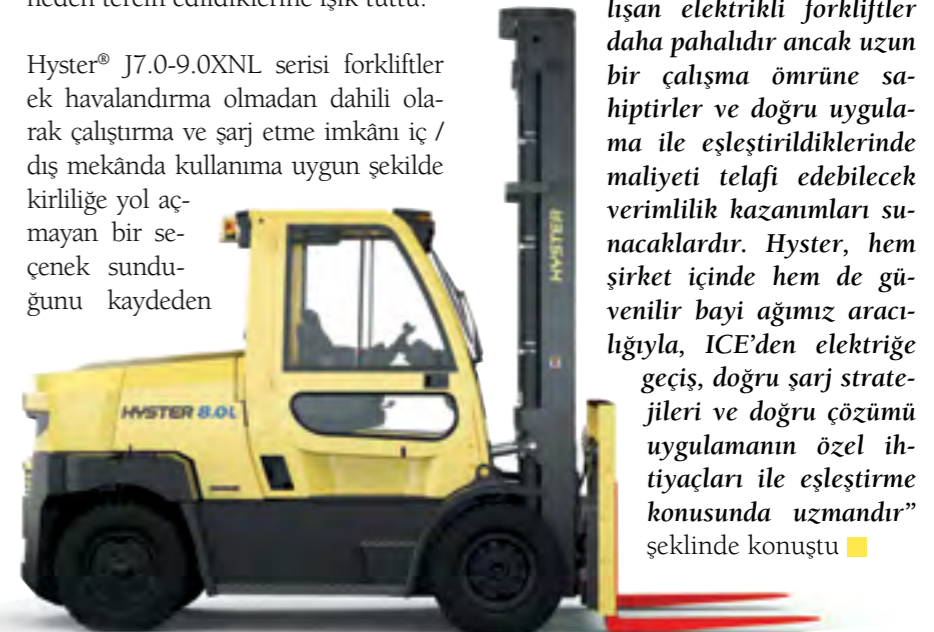 neden tercih edildiklerine ışık tuttu.
Hyster® J7.0-9.0XNL serisi forkliftler
ek havalandırma olmadan dahili ola-
rak çalıştırma ve şarj etme imkânı iç /
dış mekânda kullanıma uygun şekilde
kirliliğe yol aç-
mayan bir se-
çenek sundu-
ğunu kaydeden
lışan elektrikli forkliftler
daha pahalıdır ancak uzun
bir çalışma ömrüne sa-
hiptirler ve doğru uygula-
ma ile eşleştirildiklerinde
maliyeti telafi edebilecek
verimlilik kazanımları su-
nacaklardır. Hyster, hem
şirket içinde hem de gü-
venilir bayi ağımız aracı-
lığıyla, ICE’den elektriğe
geçiş, doğru şarj strate-
jileri ve doğru çözümü
uygulamanın özel ih-
tiyaçları ile eşleştirme
konusunda uzmandır”
şeklinde konuştu
HYSTER
HYSTER 8.0L